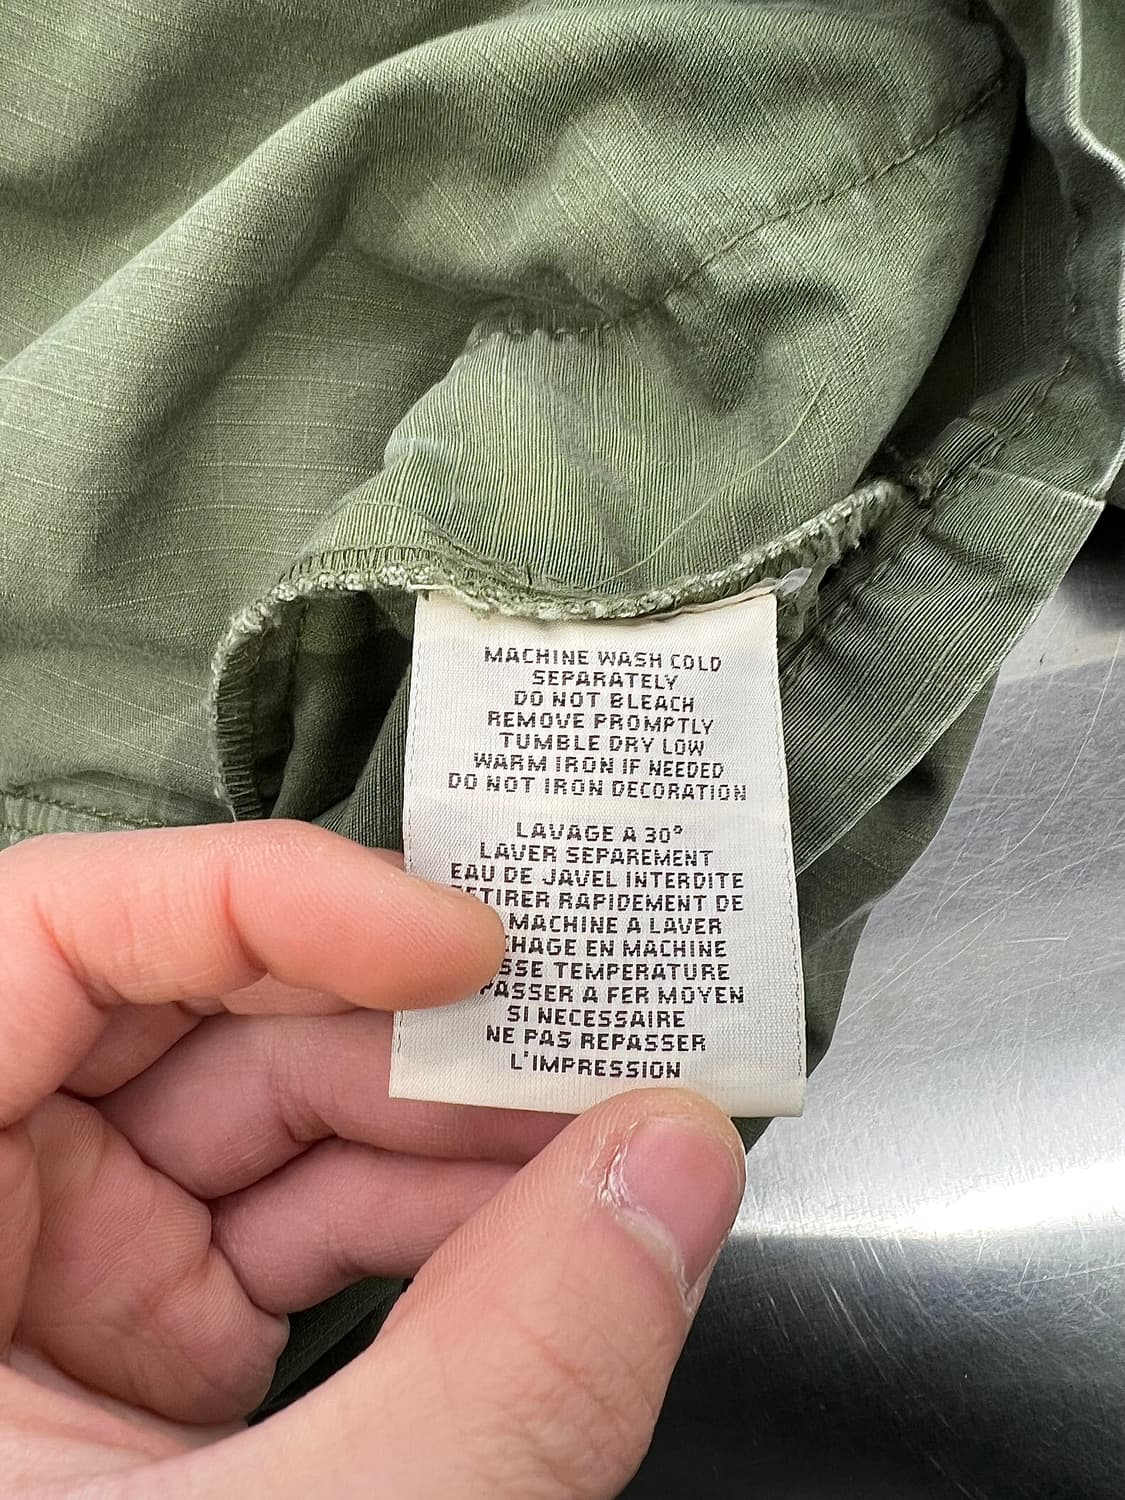 MACHINE WASH COLD
SEPARATELY
DO NOT BLEACH
REMOVE PROMPTLY
TUMBLE DRY LOW
WARM IRON IF NEEDED
DO NOT IRON DECORATION
LAVAGE A 30°
LAVER SEPAREMENT
EAU DE JAVEL INTERDITE
RAPIDEMENT DE
MACHINE A LAVER
EN MACHINE
TEMPERATURE
A FER MOYEN
SI NECESSAIRE
NE PAS REPASSER
L'IMPRESSION